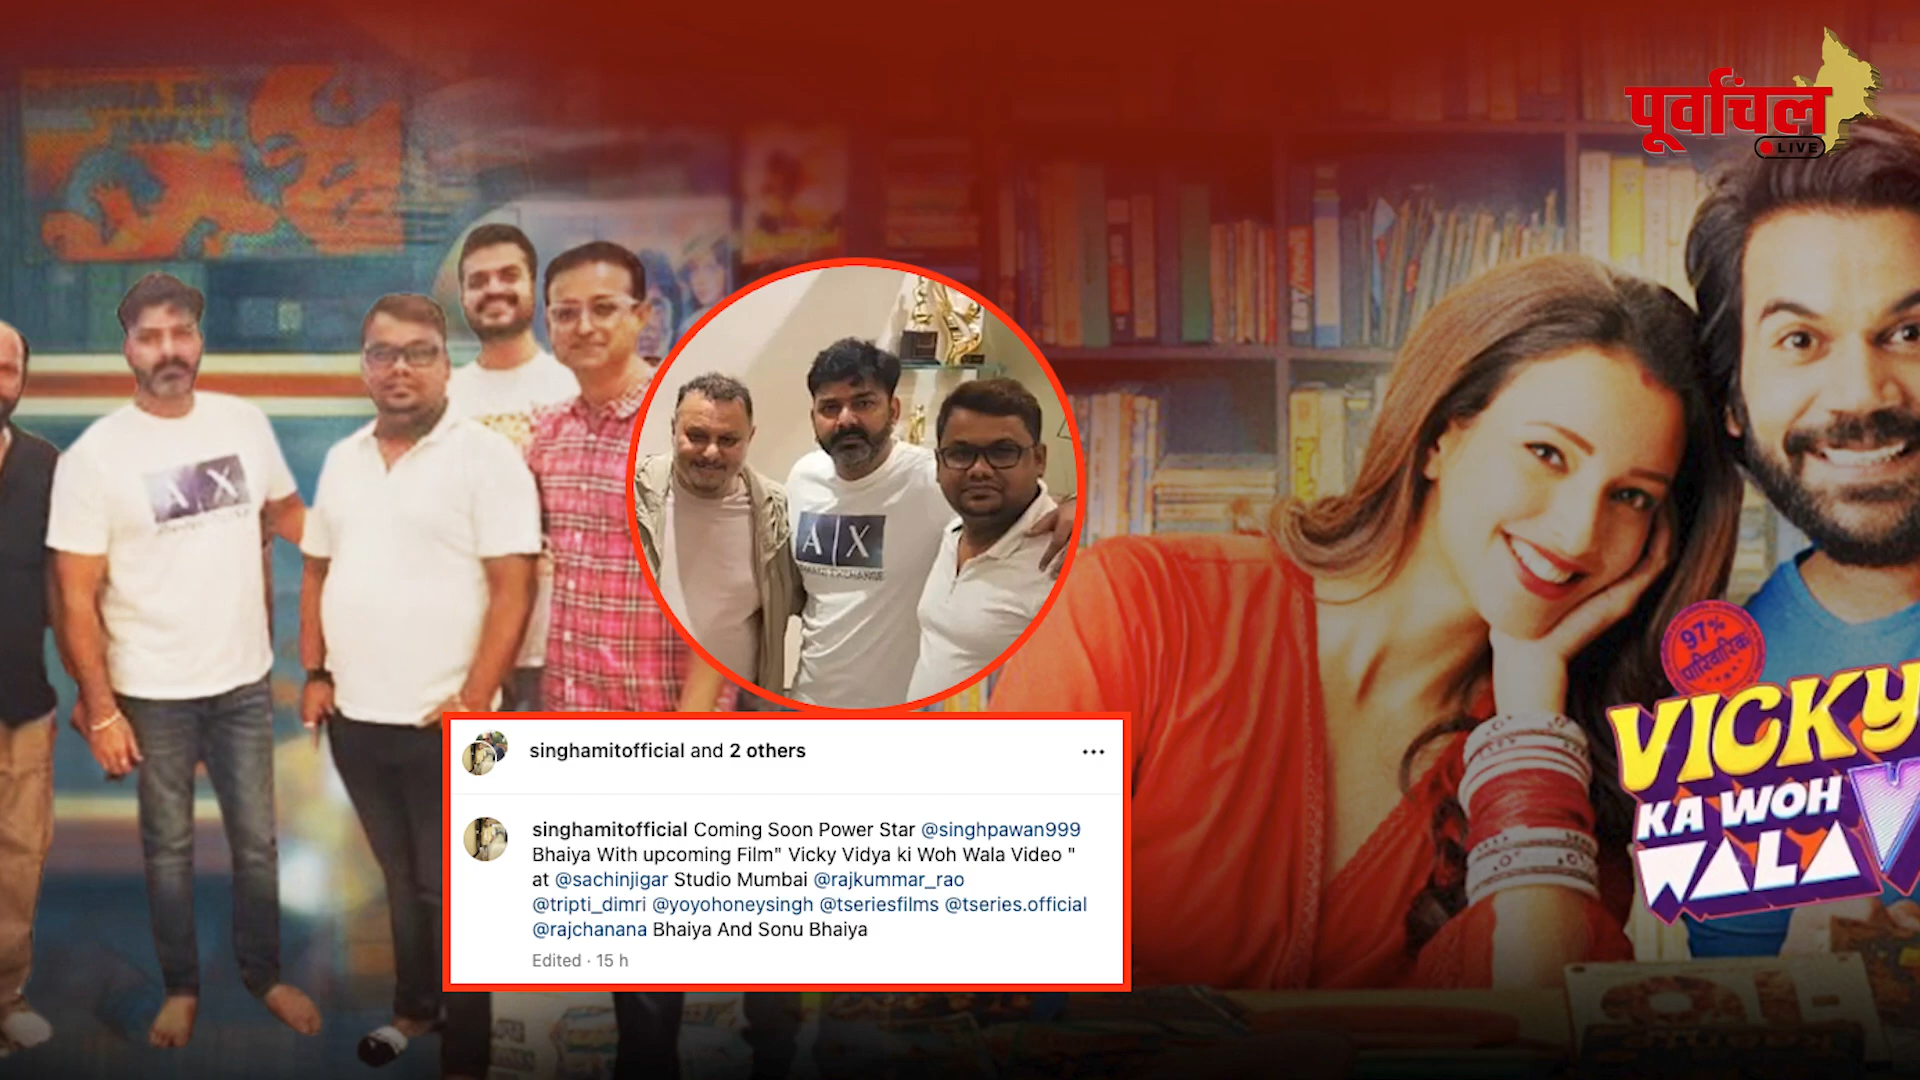 पूर्वांचल
LIVE
A X
A|X
97%
पारिवारिक
VICKY
KA WOH
WALA V
singhamitofficial and 2 others
singhamitofficial Coming Soon Power Star @singhpawan999
Bhaiya With upcoming Film" Vicky Vidya ki Woh Wala Video "
at @sachinjigar Studio Mumbai @rajkummar_rao
@tripti_dimri @yoyohoneysingh @tseriesfilms @tseries.official
@rajchanana Bhaiya And Sonu Bhaiya
Edited · 15 h